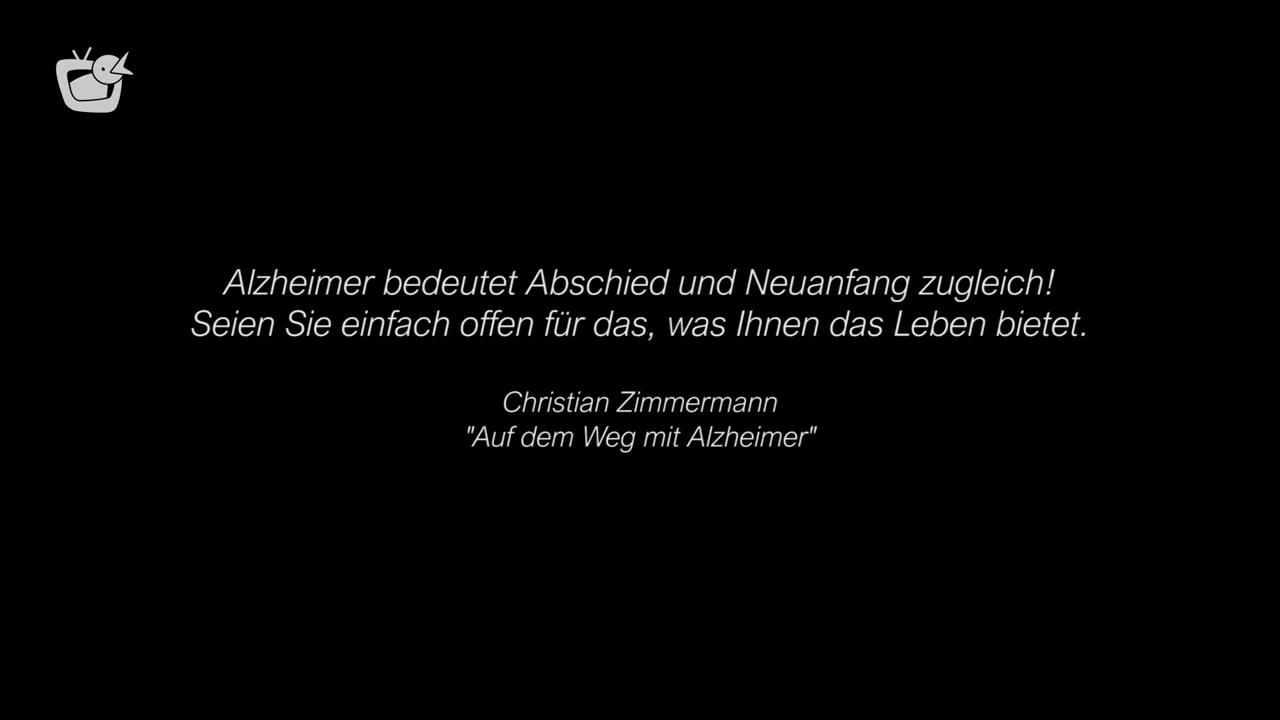 Alzheimer bedeutet Abschied und Neuanfang zugleich!
Seien Sie einfach offen für das, was Ihnen das Leben bietet.
Christian Zimmermann
"Auf dem Weg mit Alzheimer"